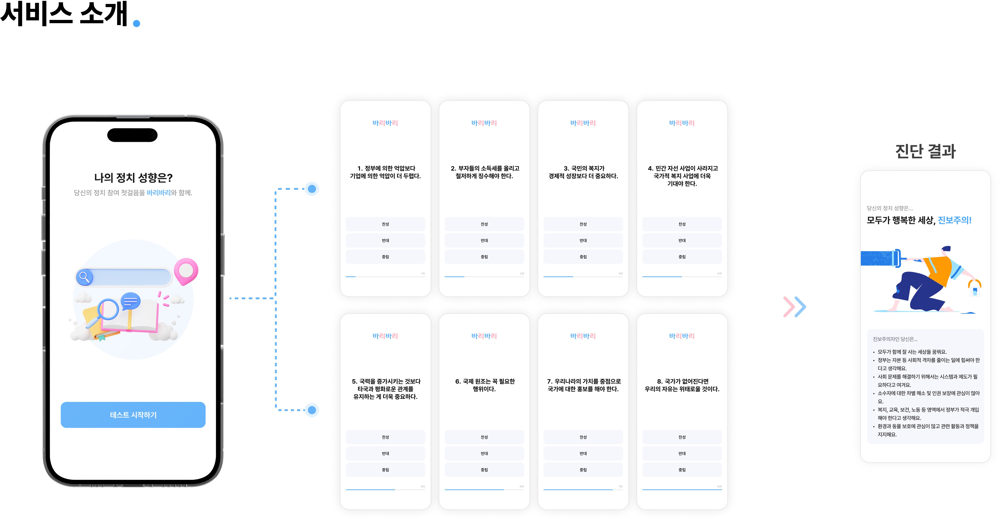 서비스 소개
나의 정치 성향은?
당신의 정치 참여 첫걸음을 바리바리와 함께.
테스트 시작하기
바리바리
1. 정부에 의한 억압보다
기업에 의한 억압이 더 두렵다.
찬성
반대
중립
1/8
바리바리
2. 부자들의 소득세를 올리고
철저하게 징수해야 한다.
찬성
반대
중립
2/8
바리바리
3. 국민의 복지가
경제적 성장보다 더 중요하다.
찬성
반대
중립
3/8
바리바리
4. 민간 자선 사업이 사라지고
국가적 복지 사업에 더욱
기대야 한다.
찬성
반대
중립
4/8
바리바리
5. 국력을 증가시키는 것보다
타국과 평화로운 관계를
유지하는 게 더욱 중요하다.
찬성
반대
중립
5/8
바리바리
6. 국제 원조는 꼭 필요한
행위이다.
찬성
반대
중립
6/8
바리바리
7. 우리나라의 가치를 중점으로
국가에 대한 홍보를 해야 한다.
찬성
반대
중립
7/8
바리바리
8. 국가가 없어진다면
우리의 자유는 위태로울 것이다.
찬성
반대
중립
8/8
진단 결과
당신의 정치 성향은...
모두가 행복한 세상, 진보주의!
진보주의자인 당신은...
• 모두가 함께 잘 사는 세상을 꿈꿔요.
• 정부는 자본 등 사회적 격차를 줄이는 일에 힘써야 한
다고 생각해요.
• 사회 문제를 해결하기 위해서는 시스템과 제도가 필
요하다고 여겨요.
• 소수자에 대한 차별 해소 및 인권 보장에 관심이 많아
요.
• 복지, 교육, 보건, 노동 등 영역에서 정부가 적극 개입
해야 한다고 생각해요.
• 환경과 동물 보호에 관심이 많고 관련 활동과 정책을
지지해요.